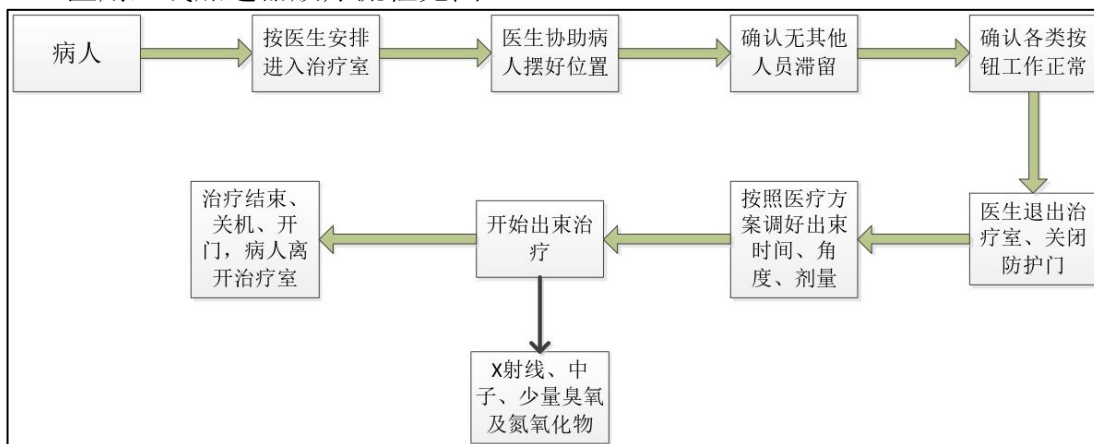 病人
按医生安排
进入治疗室
医生协助病
人摆好位置
确认无其他
人员滞留
确认各类按
钮工作正常
医生退出治
疗室、关闭
防护门
按照医疗方
案调好出束
时间、角
度、剂量
开始出束治
疗
治疗结束、
关机、开
门，病人离
开治疗室
X射线、中
子、少量臭氧
及氮氧化物